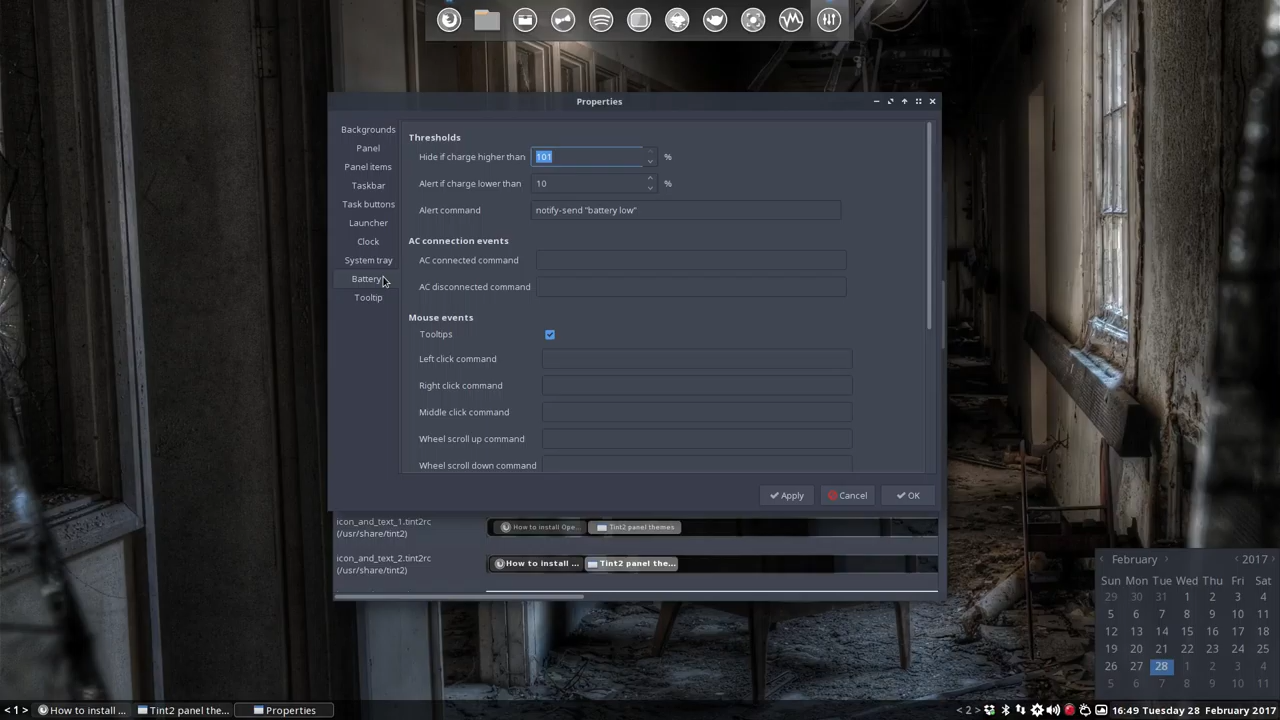 Properties
Backgrounds
Panel
Panel items
Taskbar
Task buttons
Launcher
Clock
System tray
Battery
Tooltip
Thresholds
Hide if charge higher than 101 %
Alert if charge lower than 10 %
Alert command notify-send "battery low"
AC connection events
AC connected command
AC disconnected command
Mouse events
Tooltips
Left click command
Right click command
Middle click command
Wheel scroll up command
Wheel scroll down command
Apply Cancel OK
icon_and_text_1.tint2rc
(/usr/share/tint2)
How to install Ope... Tint2 panel themes
icon_and_text_2.tint2rc
(/usr/share/tint2)
How to install ... Tint2 panel the...
February 2017
Sun Mon Tue Wed Thu Fri Sat
29 30 31 1 2 3 4
5 6 7 8 9 10 11
12 13 14 15 16 17 18
19 20 21 22 23 24 25
26 27 28 1 2 3 4
5 6 7 8 9 10 11
< 1 > How to install ... Tint2 panel the... Properties < 2 > 16:49 Tuesday 28 February 2017